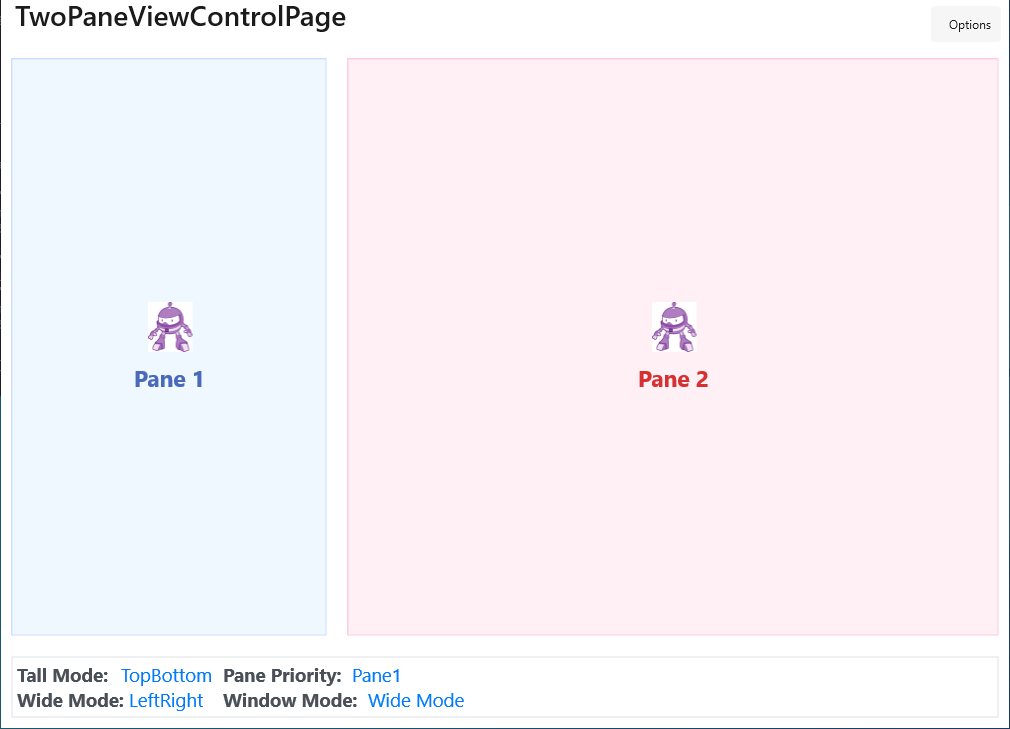 TwoPaneViewControlPage
Options
Pane 1
Pane 2
Tall Mode: TopBottom Pane Priority: Pane1
Wide Mode: LeftRight Window Mode: Wide Mode